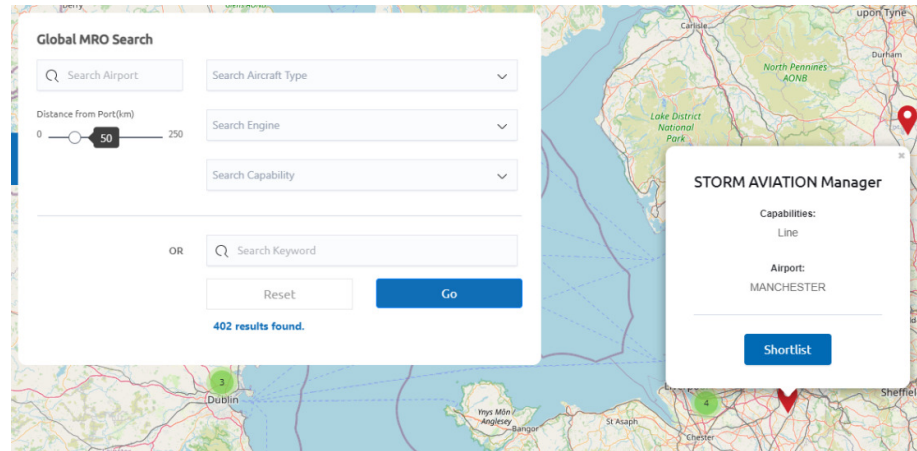 Global MRO Search
Search Airport
Search Aircraft Type
Distance from Port(km)
0
50
250
Search Engine
Search Capability
OR
Search Keyword
Reset
Go
402 results found.
STORM AVIATION Manager
Capabilities:
Line
Airport:
MANCHESTER
Shortlist
upon Tyne
Carlisle
Durham
North Pennines
AONB
Lake District
National
Park
3
Dublin
Ynys Môn /
Anglesey
Bangor
St Asaph
4
Chester
Sheffiel